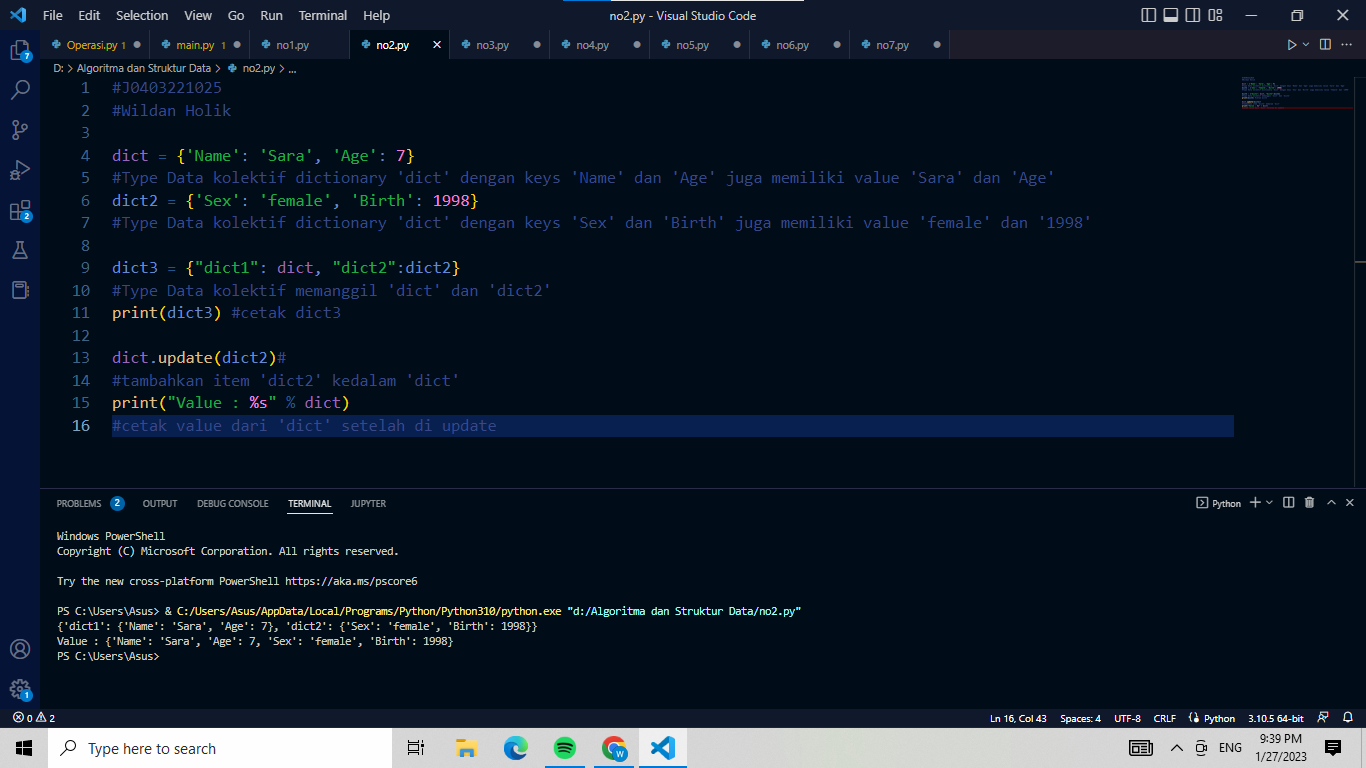 File Edit Selection View Go Run Terminal Help no2.py - Visual Studio Code
Operasi.py 1 main.py 1 no1.py no2.py no3.py no4.py no5.py no6.py no7.py
D: > Algoritma dan Struktur Data > no2.py > ...
1 #J0403221025
2 #Wildan Holik
3
4 dict = {'Name': 'Sara', 'Age': 7}
5 #Type Data kolektif dictionary 'dict' dengan keys 'Name' dan 'Age' juga memiliki value 'Sara' dan 'Age'
6 dict2 = {'Sex': 'female', 'Birth': 1998}
7 #Type Data kolektif dictionary 'dict' dengan keys 'Sex' dan 'Birth' juga memiliki value 'female' dan '1998'
8
9 dict3 = {"dict1": dict, "dict2":dict2}
10 #Type Data kolektif memanggil 'dict' dan 'dict2'
11 print(dict3) #cetak dict3
12
13 dict.update(dict2)#
14 #tambahkan item 'dict2' kedalam 'dict'
15 print("Value : %s" % dict)
16 #cetak value dari 'dict' setelah di update
7
2
1
PROBLEMS 2 OUTPUT DEBUG CONSOLE TERMINAL JUPYTER Python
Windows PowerShell
Copyright (C) Microsoft Corporation. All rights reserved.
Try the new cross-platform PowerShell https://aka.ms/pscore6
PS C:\Users\Asus> & C:/Users/Asus/AppData/Local/Programs/Python/Python310/python.exe "d:/Algoritma dan Struktur Data/no2.py"
{'dict1': {'Name': 'Sara', 'Age': 7}, 'dict2': {'Sex': 'female', 'Birth': 1998}}
Value : {'Name': 'Sara', 'Age': 7, 'Sex': 'female', 'Birth': 1998}
PS C:\Users\Asus>
0 2 Ln 16, Col 43 Spaces: 4 UTF-8 CRLF Python 3.10.5 64-bit
Type here to search W ENG 9:39 PM
1/27/2023